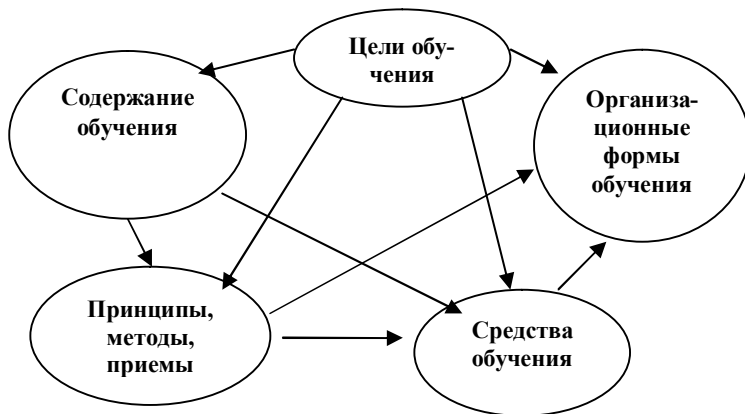 Цели обу-
чения
Содержание
обучения
Организа-
ционные
формы
обучения
Принципы,
методы,
приемы
Средства
обучения